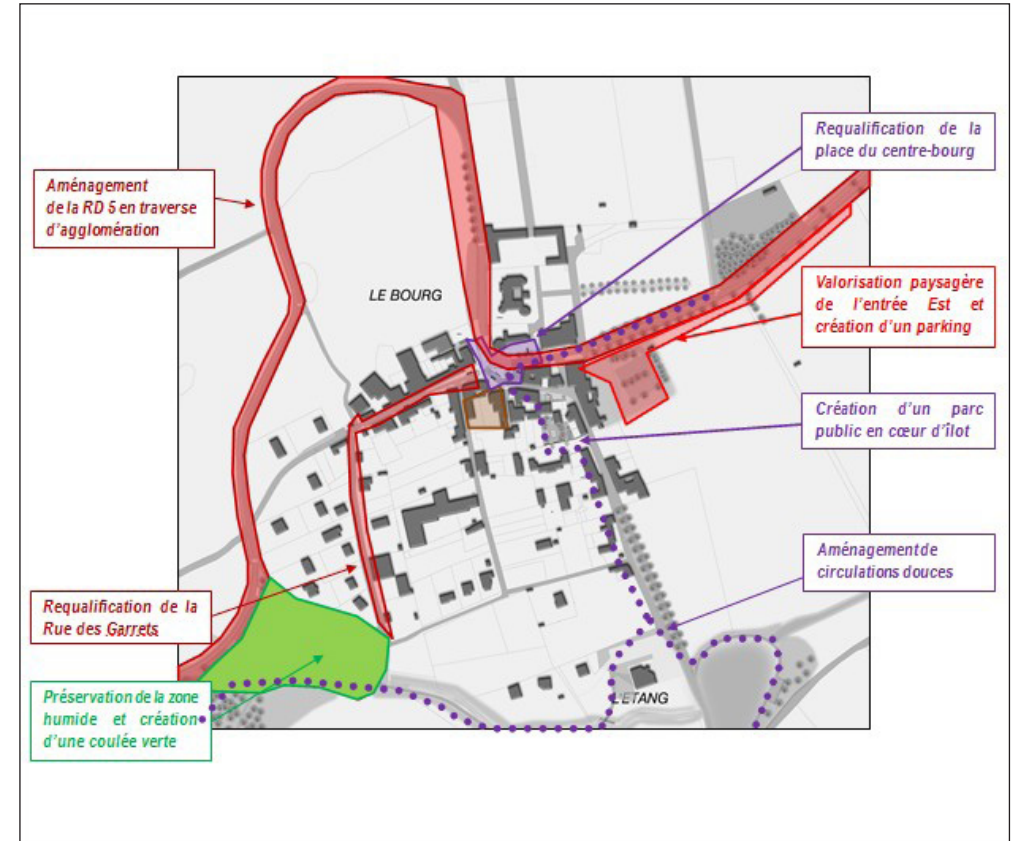 Requalification de la
place du centre-bourg
Aménagement
de la RD 5 en traverse
d'agglomération
Valorisation paysagère
de l'entrée Est et
création d'un parking
LE BOURG
Création d'un parc
public en cœur d'îlot
Aménagement de
circulations douces
Requalification de la
Rue des Garrets
Préservation de la zone
humide et création
d'une coulée verte
L'ETANG